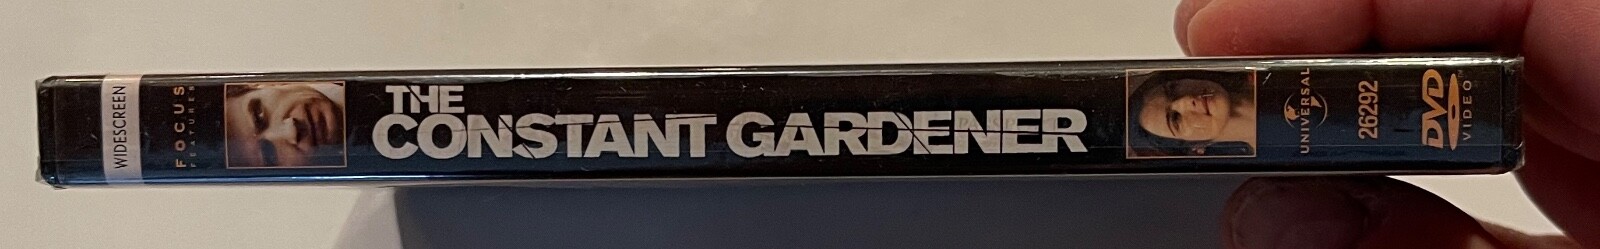 WIDESCREEN
FOCUS
FEATURES
THE
CONSTANT GARDENER
UNIVERSAL
26292
DVD
VIDEO